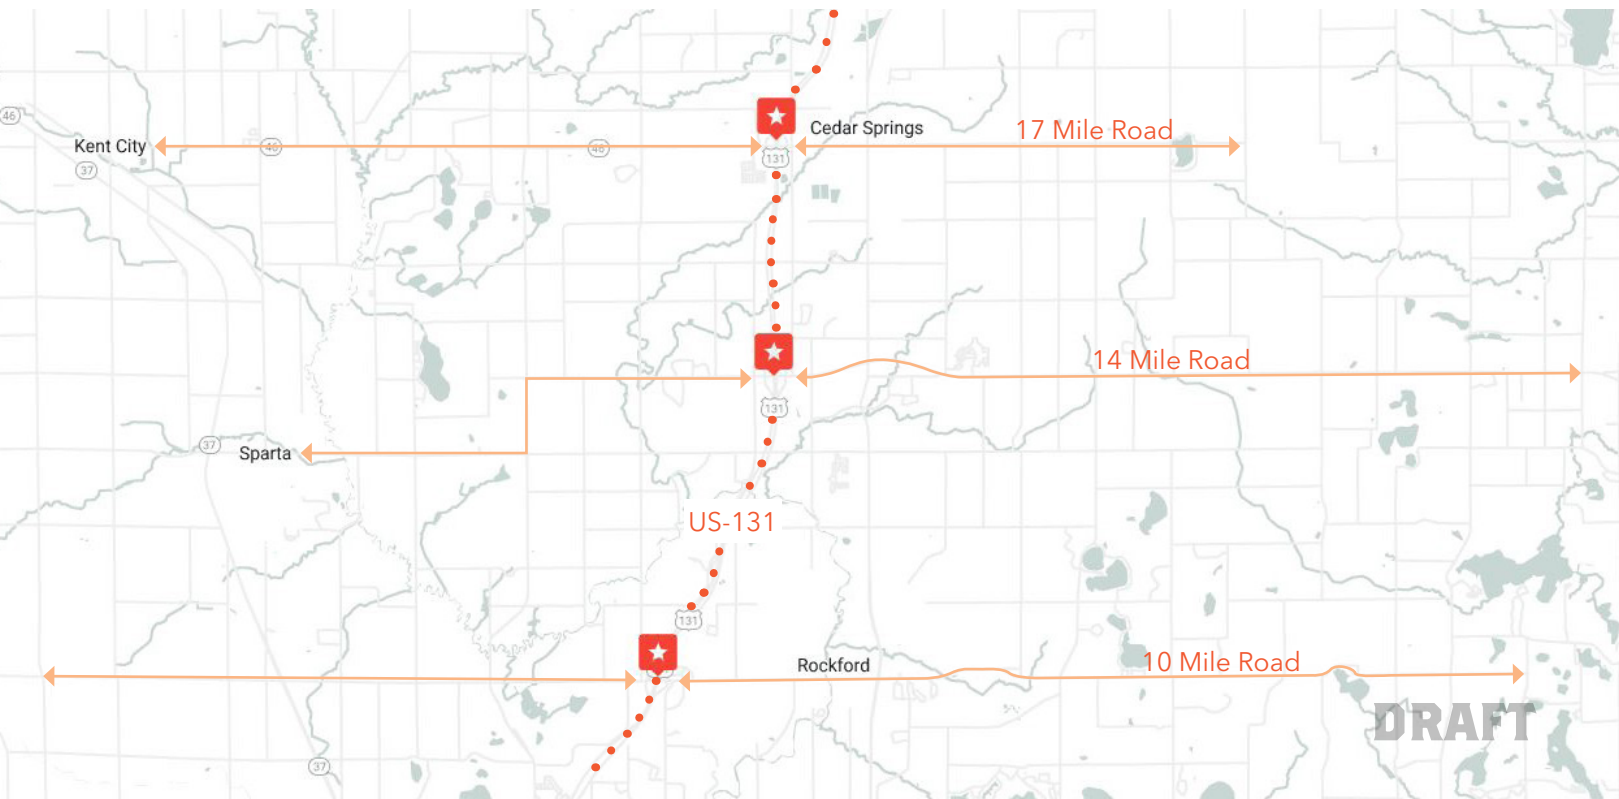 46
Cedar Springs
17 Mile Road
Kent City
46
46
131
37
14 Mile Road
131
37
Sparta
US-131
131
Rockford
10 Mile Road
DRAFT
37